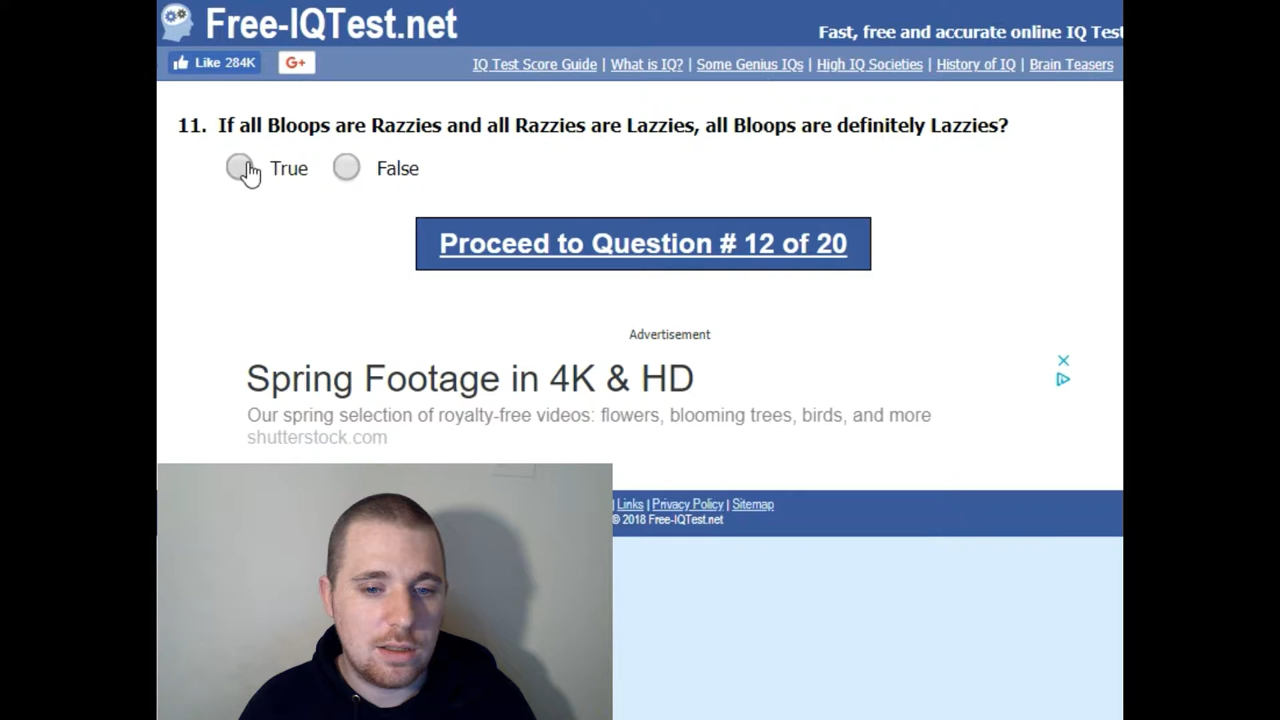 Free-IQTest.net
Fast, free and accurate online IQ Test
Like 284K
G+
IQ Test Score Guide | What is IQ? | Some Genius IQs | High IQ Societies | History of IQ | Brain Teasers
11. If all Bloops are Razzies and all Razzies are Lazzies, all Bloops are definitely Lazzies?
True False
Proceed to Question # 12 of 20
Advertisement
Spring Footage in 4K & HD
Our spring selection of royalty-free videos: flowers, blooming trees, birds, and more
shutterstock.com
| Links | Privacy Policy | Sitemap
© 2018 Free-IQTest.net